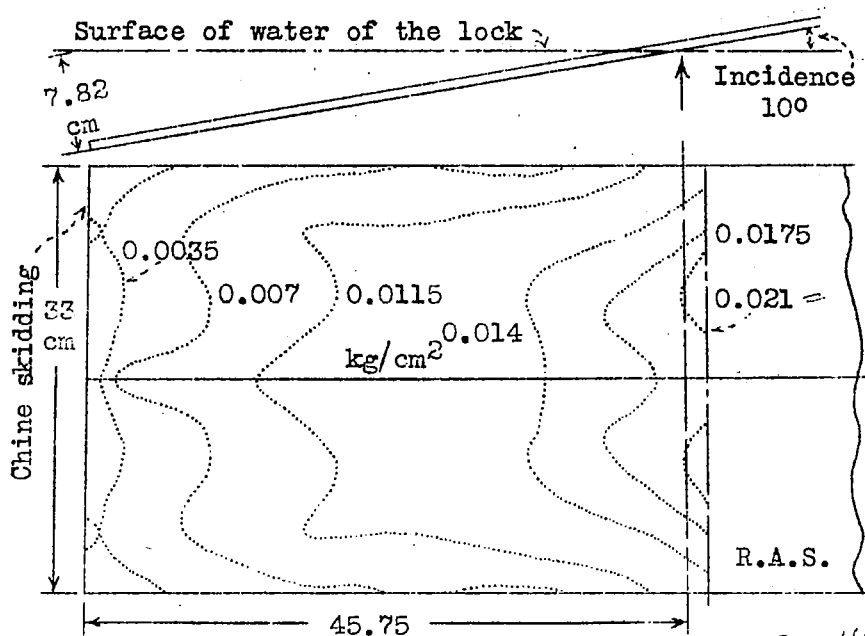 Surface of water of the lock
7.82
cm
Incidence
10°
Chine skidding
33
cm
0.0035
0.007
0.0115
0.014
kg/cm²
0.0175
0.021
R.A.S.
45.75